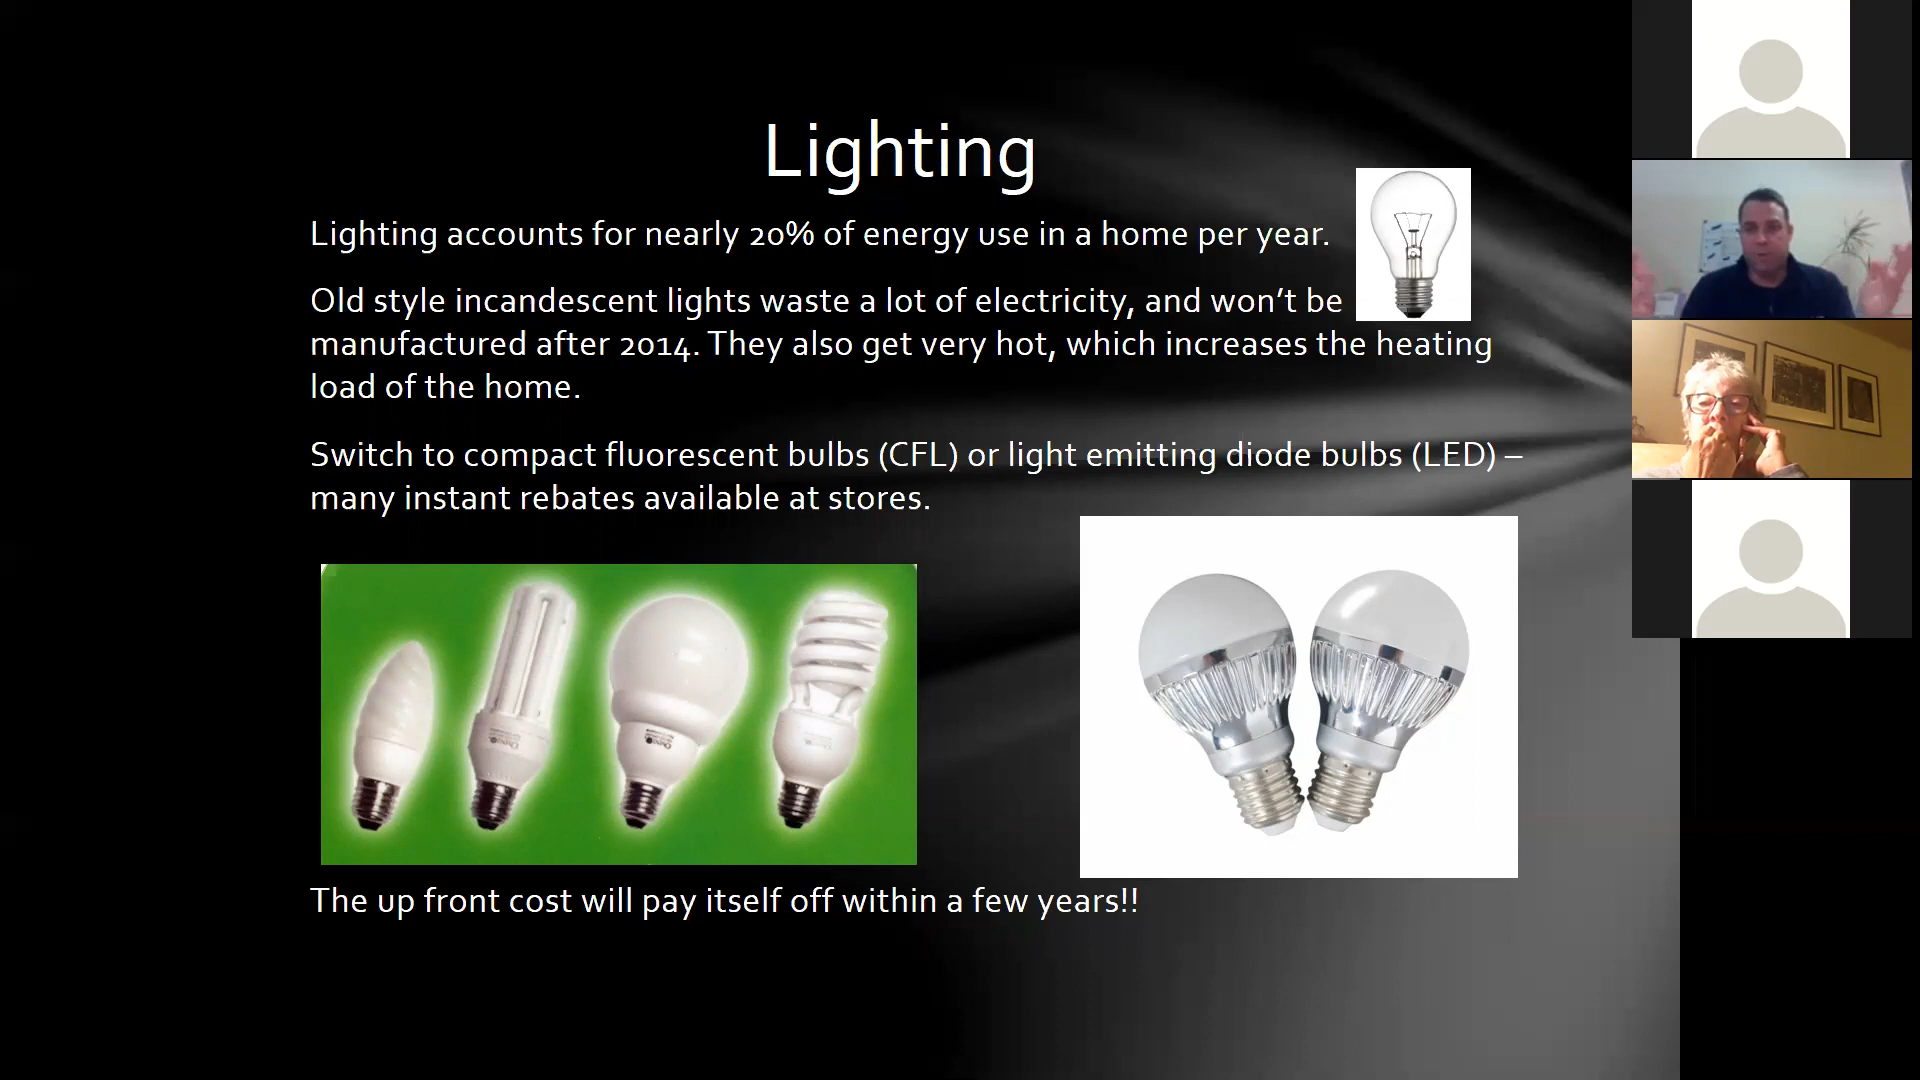 Lighting
Lighting accounts for nearly 20% of energy use in a home per year.
Old style incandescent lights waste a lot of electricity, and won’t be
manufactured after 2014. They also get very hot, which increases the heating
load of the home.
Switch to compact fluorescent bulbs (CFL) or light emitting diode bulbs (LED) –
many instant rebates available at stores.
The up front cost will pay itself off within a few years!!